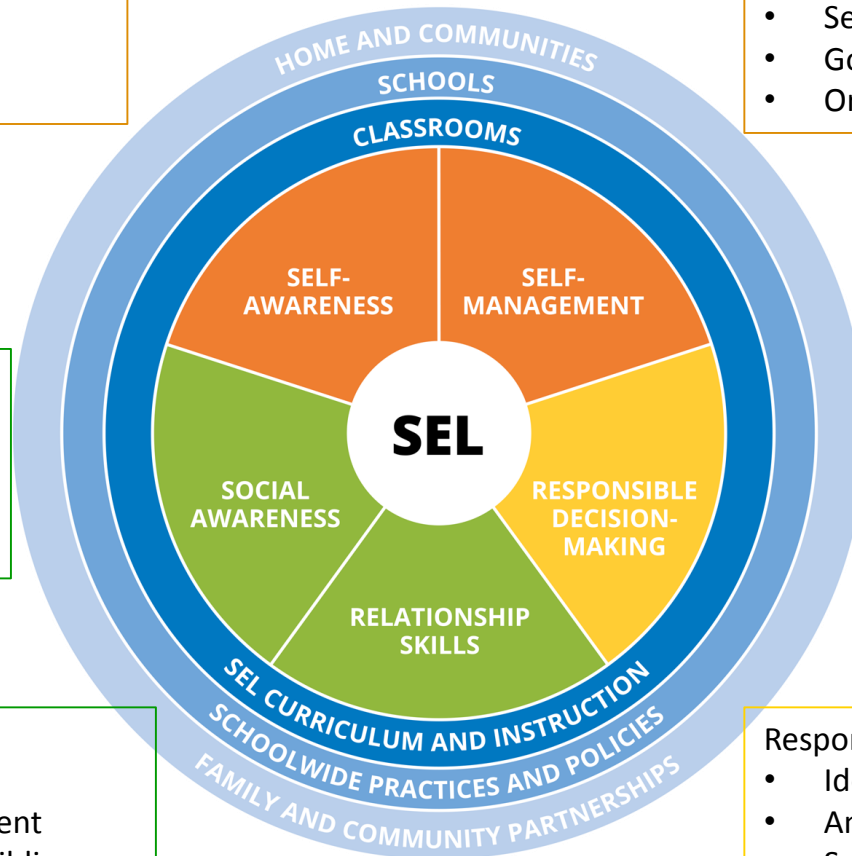 HOME AND COMMUNITIES
SCHOOLS
CLASSROOMS
SELF-
AWARENESS
SELF-
MANAGEMENT
SEL
SOCIAL
AWARENESS
RESPONSIBLE
DECISION-
MAKING
RELATIONSHIP
SKILLS
SEL CURRICULUM AND INSTRUCTION
SCHOOLWIDE PRACTICES AND POLICIES
FAMILY AND COMMUNITY PARTNERSHIPS